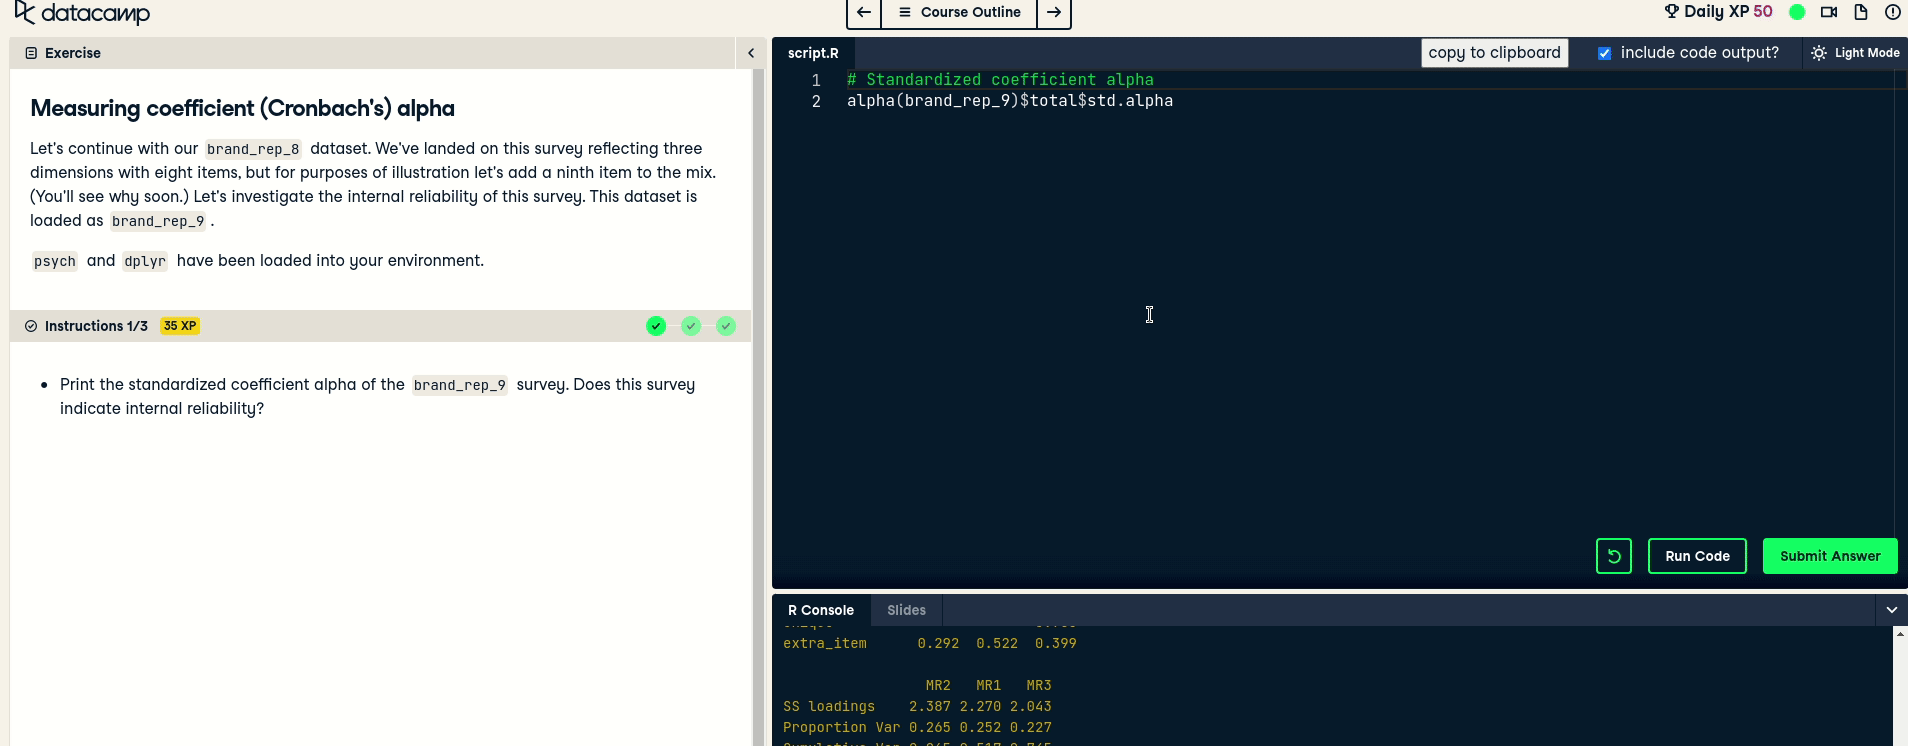 datacamp
Course Outline
Daily XP 50
Exercise
Measuring coefficient (Cronbach's) alpha
Let's continue with our brand_rep_8 dataset. We've landed on this survey reflecting three
dimensions with eight items, but for purposes of illustration let's add a ninth item to the mix.
(You'll see why soon.) Let's investigate the internal reliability of this survey. This dataset is
loaded as brand_rep_9 .
psych and dplyr have been loaded into your environment.
Instructions 1/3 35 XP
Print the standardized coefficient alpha of the brand_rep_9 survey. Does this survey
indicate internal reliability?
script.R
copy to clipboard
include code output?
Light Mode
1 # Standardized coefficient alpha
2 alpha(brand_rep_9)$total$std.alpha
Run Code
Submit Answer
R Console
Slides
extra_item 0.292 0.522 0.399
MR2 MR1 MR3
SS loadings 2.387 2.270 2.043
Proportion Var 0.265 0.252 0.227